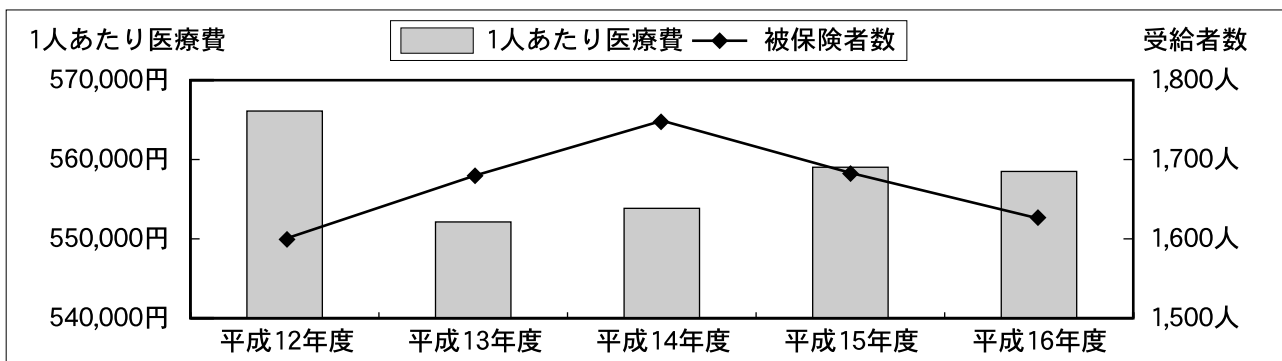 1人あたり医療費 1人あたり医療費 被保険者数 受給者数
570,000円 1,800人
560,000円 1,700人
550,000円 1,600人
540,000円 1,500人
平成12年度 平成13年度 平成14年度 平成15年度 平成16年度